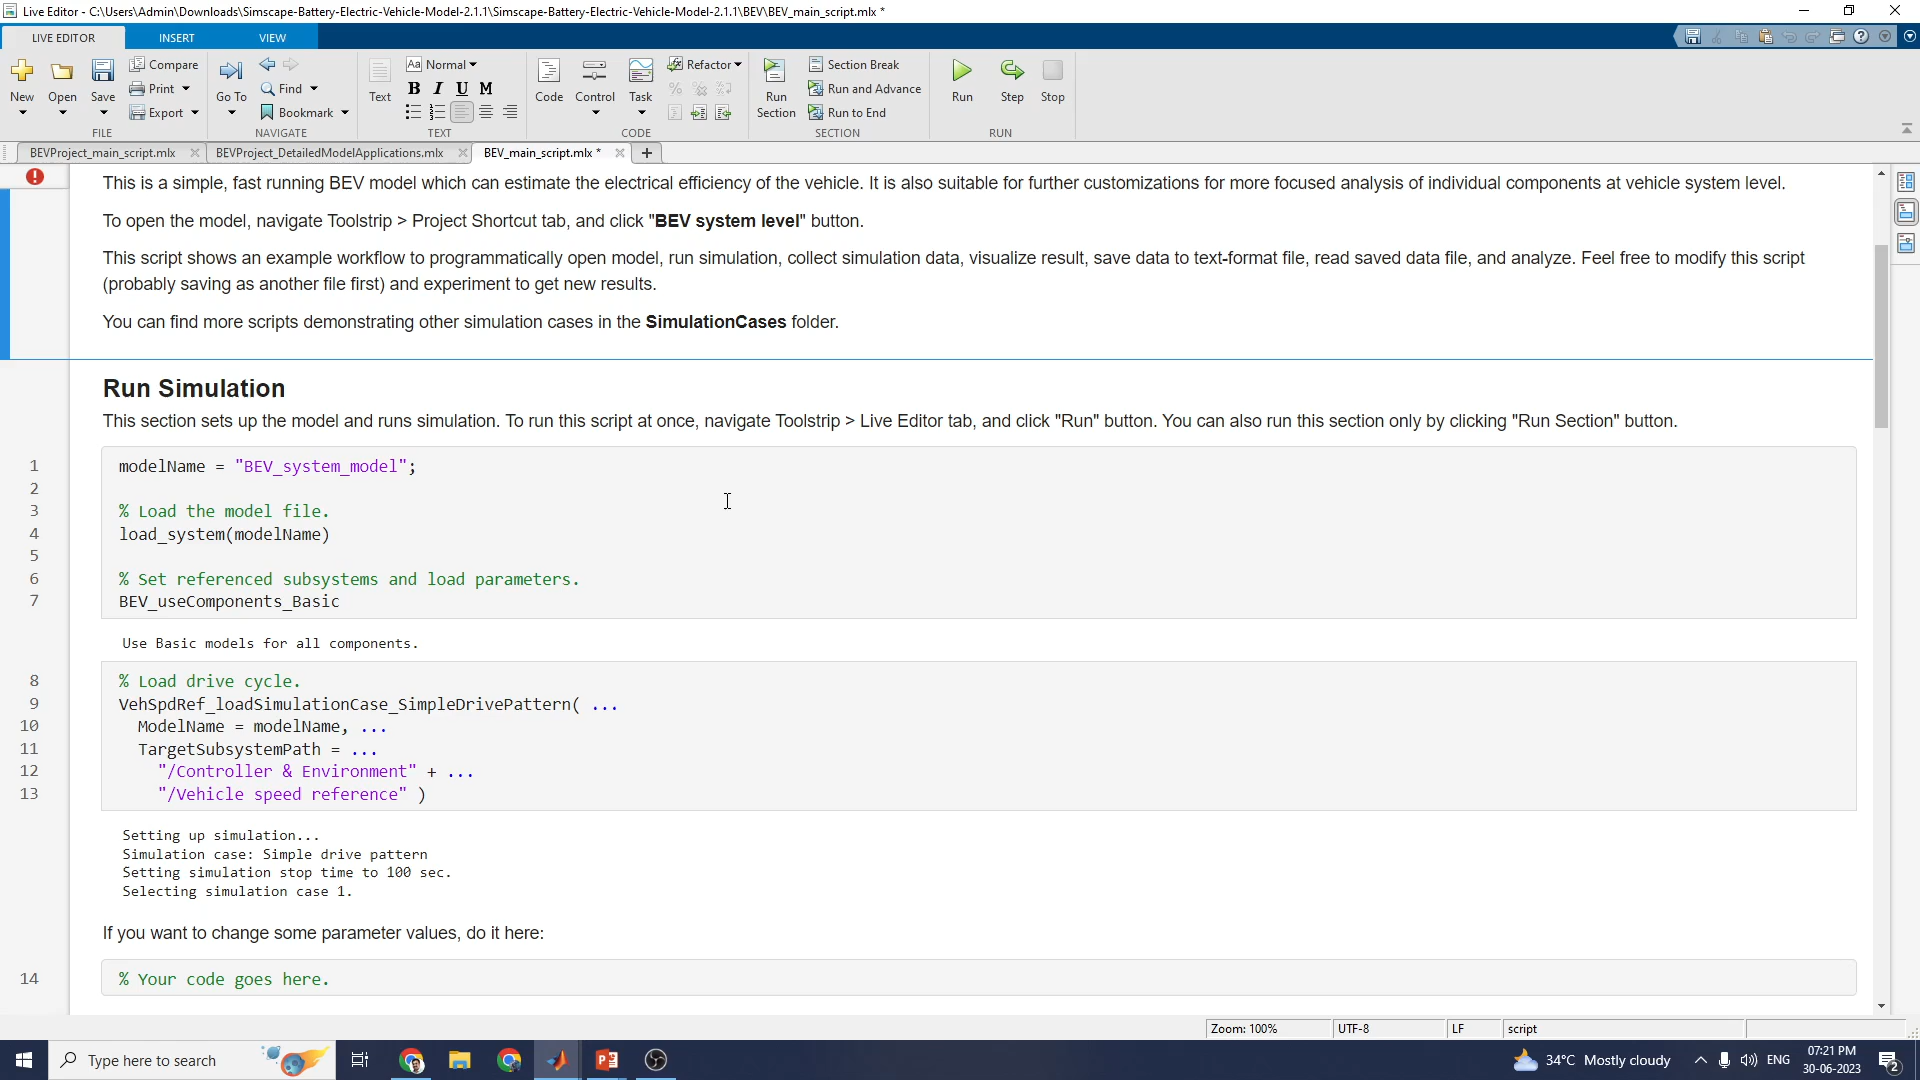 Live Editor - C:\Users\Admin\Downloads\Simscape-Battery-Electric-Vehicle-Model-2.1.1\Simscape-Battery-Electric-Vehicle-Model-2.1.1\BEV\BEV_main_script.mlx *
LIVE EDITOR INSERT VIEW
New Open Save Compare Print Export
Go To Find Bookmark
Text Aa Normal B I U M
Code Control Task Refactor
Run Section Section Break Run and Advance Run to End
Run Step Stop
FILE NAVIGATE TEXT CODE SECTION RUN
BEVProject_main_script.mlx BEVProject_DetailedModelApplications.mlx BEV_main_script.mlx *
This is a simple, fast running BEV model which can estimate the electrical efficiency of the vehicle. It is also suitable for further customizations for more focused analysis of individual components at vehicle system level.
To open the model, navigate Toolstrip > Project Shortcut tab, and click "BEV system level" button.
This script shows an example workflow to programmatically open model, run simulation, collect simulation data, visualize result, save data to text-format file, read saved data file, and analyze. Feel free to modify this script
(probably saving as another file first) and experiment to get new results.
You can find more scripts demonstrating other simulation cases in the SimulationCases folder.
Run Simulation
This section sets up the model and runs simulation. To run this script at once, navigate Toolstrip > Live Editor tab, and click "Run" button. You can also run this section only by clicking "Run Section" button.
1 modelName = "BEV_system_model";
2
3 % Load the model file.
4 load_system(modelName)
5
6 % Set referenced subsystems and load parameters.
7 BEV_useComponents_Basic
Use Basic models for all components.
8 % Load drive cycle.
9 VehSpdRef_loadSimulationCase_SimpleDrivePattern( ...
10 ModelName = modelName, ...
11 TargetSubsystemPath = ...
12 "/Controller & Environment" + ...
13 "/Vehicle speed reference" )
Setting up simulation...
Simulation case: Simple drive pattern
Setting simulation stop time to 100 sec.
Selecting simulation case 1.
If you want to change some parameter values, do it here:
14 % Your code goes here.
Zoom: 100% UTF-8 LF script
Type here to search
34°C Mostly cloudy ENG 07:21 PM
30-06-2023 2